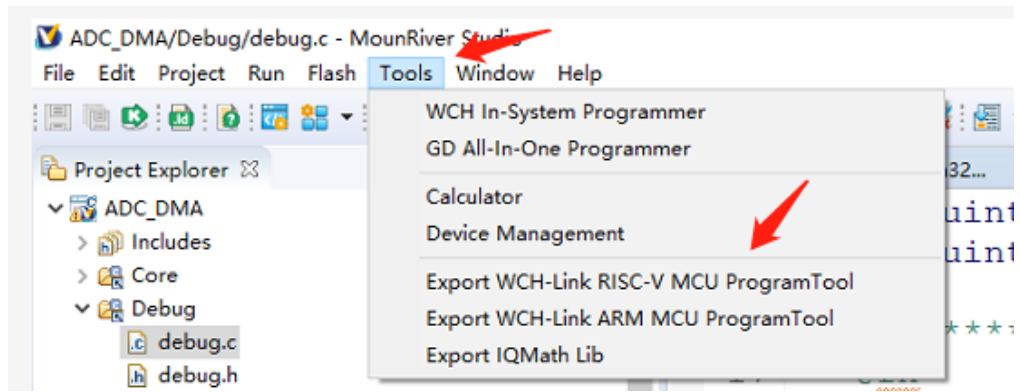 ADC_DMA/Debug/debug.c - MounRiver Studio
File Edit Project Run Flash Tools Window Help
WCH In-System Programmer
GD All-In-One Programmer
Project Explorer
32...
Calculator
ADC_DMA
uint
Includes
Device Management
uint
Core
Export WCH-Link RISC-V MCU ProgramTool
Debug
Export WCH-Link ARM MCU ProgramTool
****
debug.c
Export IQMath Lib
debug.h